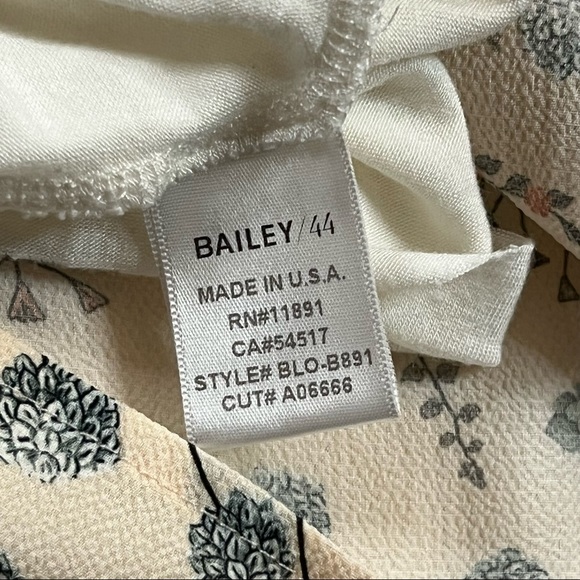 BAILEY/44
MADE IN U.S.A.
RN#11891
CA#54517
STYLE# BLO-B891
CUT# A06666